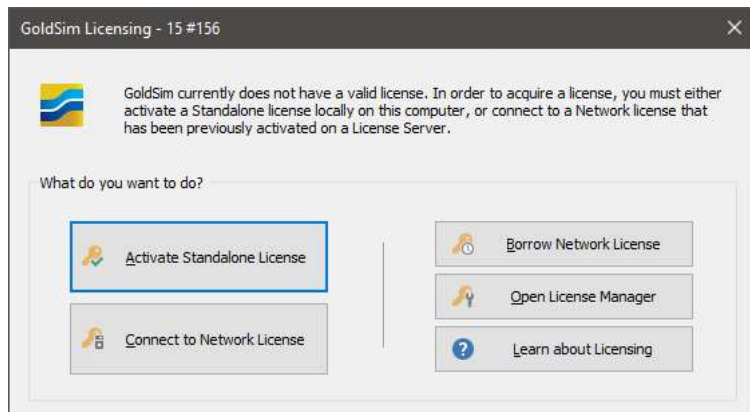 GoldSim Licensing - 15 #156
GoldSim currently does not have a valid license. In order to acquire a license, you must either
activate a Standalone license locally on this computer, or connect to a Network license that
has been previously activated on a License Server.
What do you want to do?
Activate Standalone License
Connect to Network License
Borrow Network License
Open License Manager
Learn about Licensing